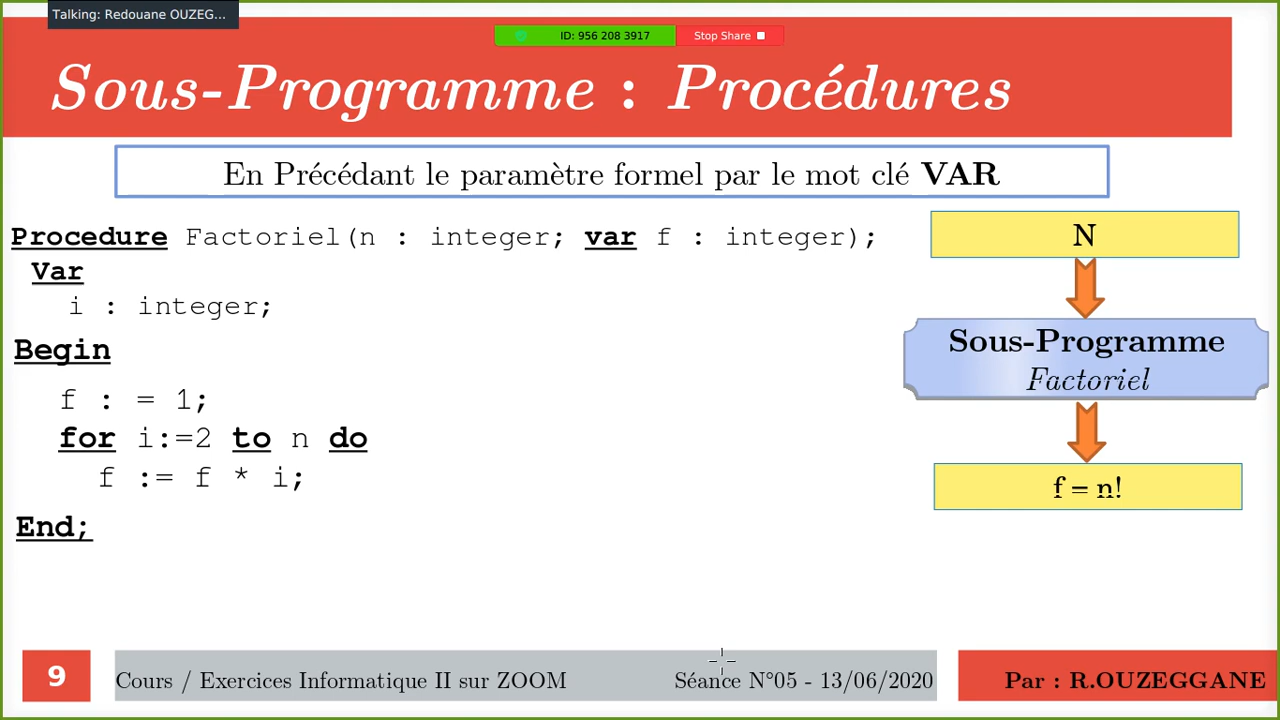 Talking: Redouane OUZEG...
ID: 956 208 3917 Stop Share
Sous-Programme : Procédures
En Précédant le paramètre formel par le mot clé VAR
Procedure Factoriel(n : integer; var f : integer);
Var
i : integer;
Begin
f : = 1;
for i:=2 to n do
f := f * i;
End;
N
Sous-Programme
Factoriel
f = n!
9
Cours / Exercices Informatique II sur ZOOM
Séance N°05 - 13/06/2020
Par : R.OUZEGGANE